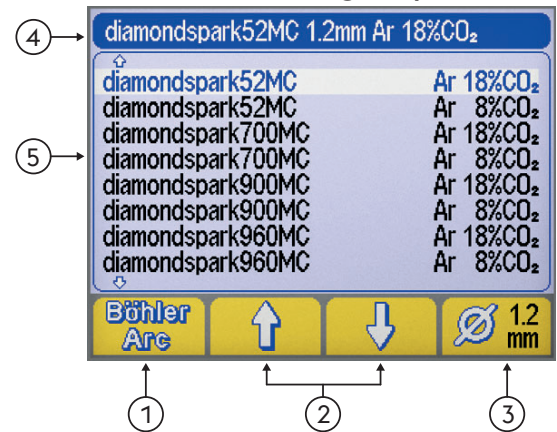 4
diamondspark52MC 1.2mm Ar 18%CO₂
5
diamondspark52MC Ar 18%CO₂
diamondspark52MC Ar 8%CO₂
diamondspark700MC Ar 18%CO₂
diamondspark700MC Ar 8%CO₂
diamondspark900MC Ar 18%CO₂
diamondspark900MC Ar 8%CO₂
diamondspark960MC Ar 18%CO₂
diamondspark960MC Ar 8%CO₂
Böhler
Arc
Ø 1.2
mm
1
2
3